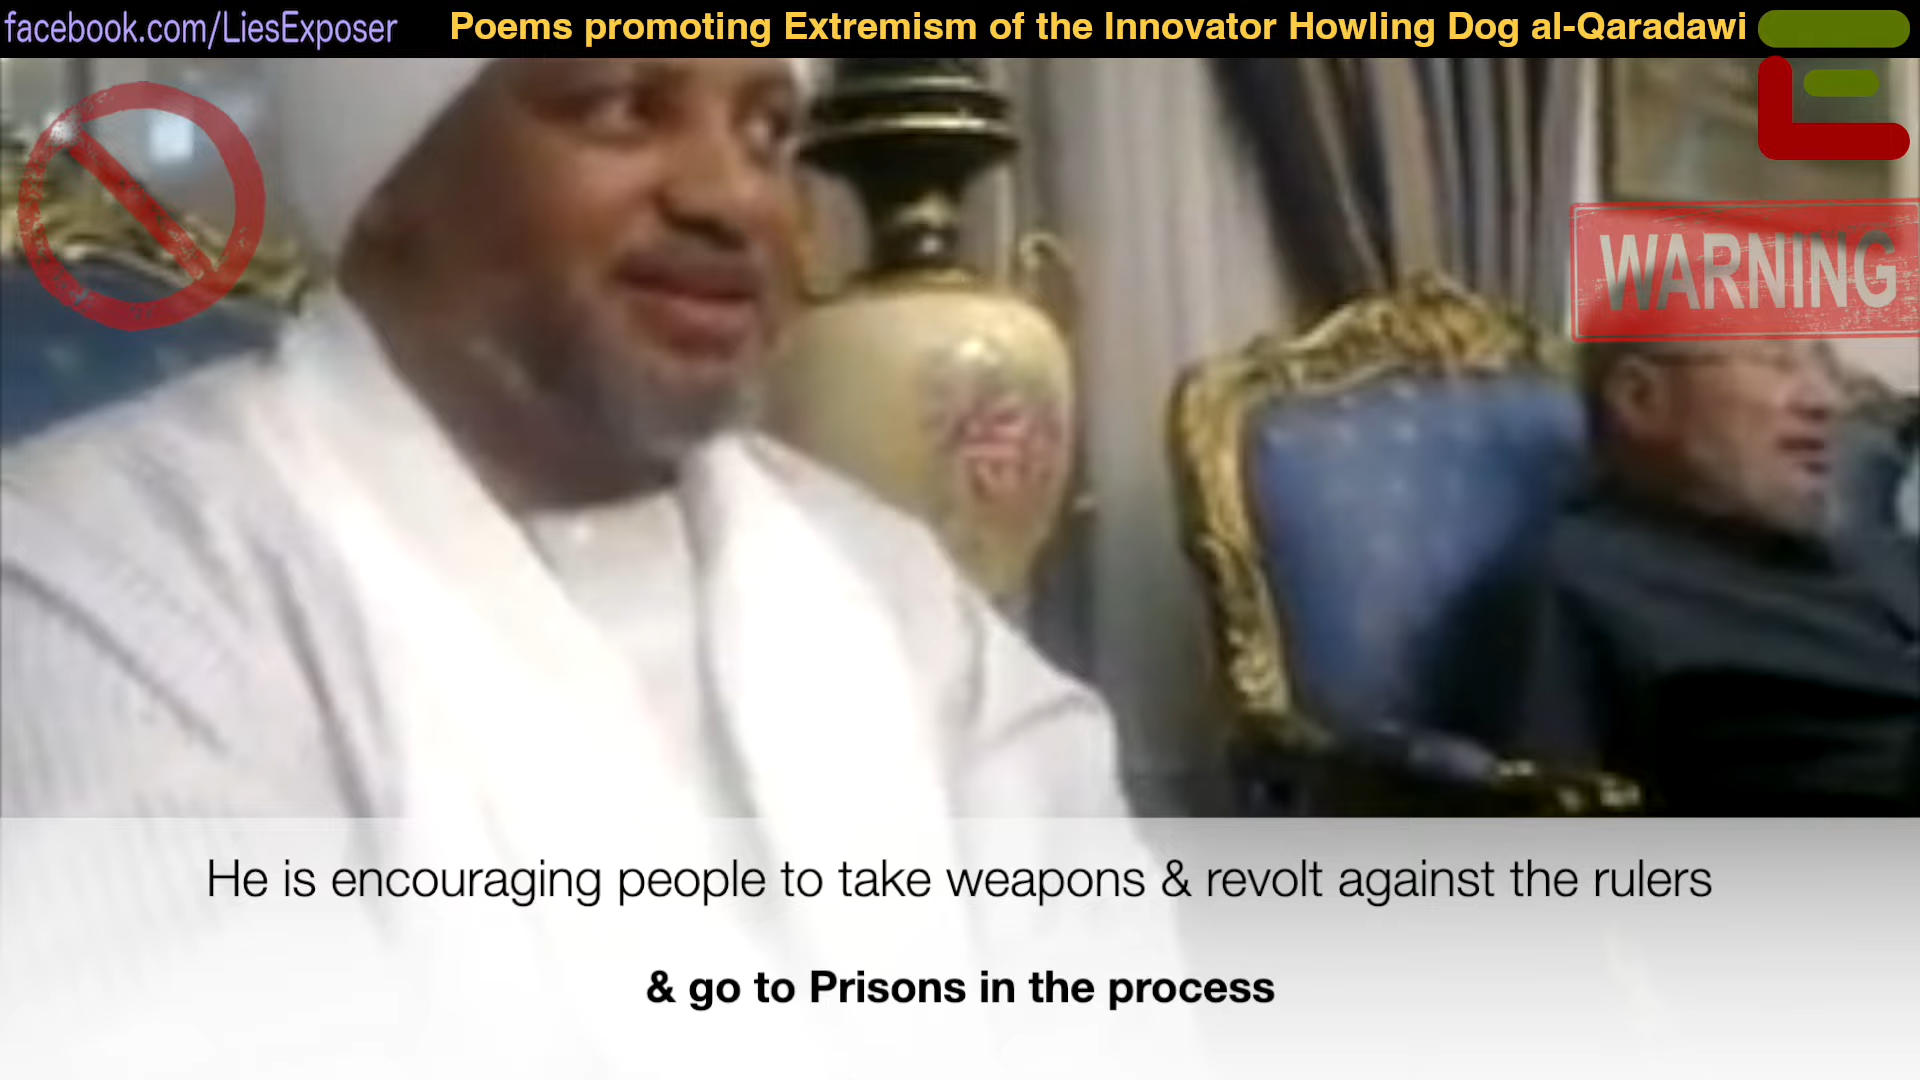 facebook.com/LiesExposer
Poems promoting Extremism of the Innovator Howling Dog al-Qaradawi
WARNING
He is encouraging people to take weapons & revolt against the rulers
& go to Prisons in the process